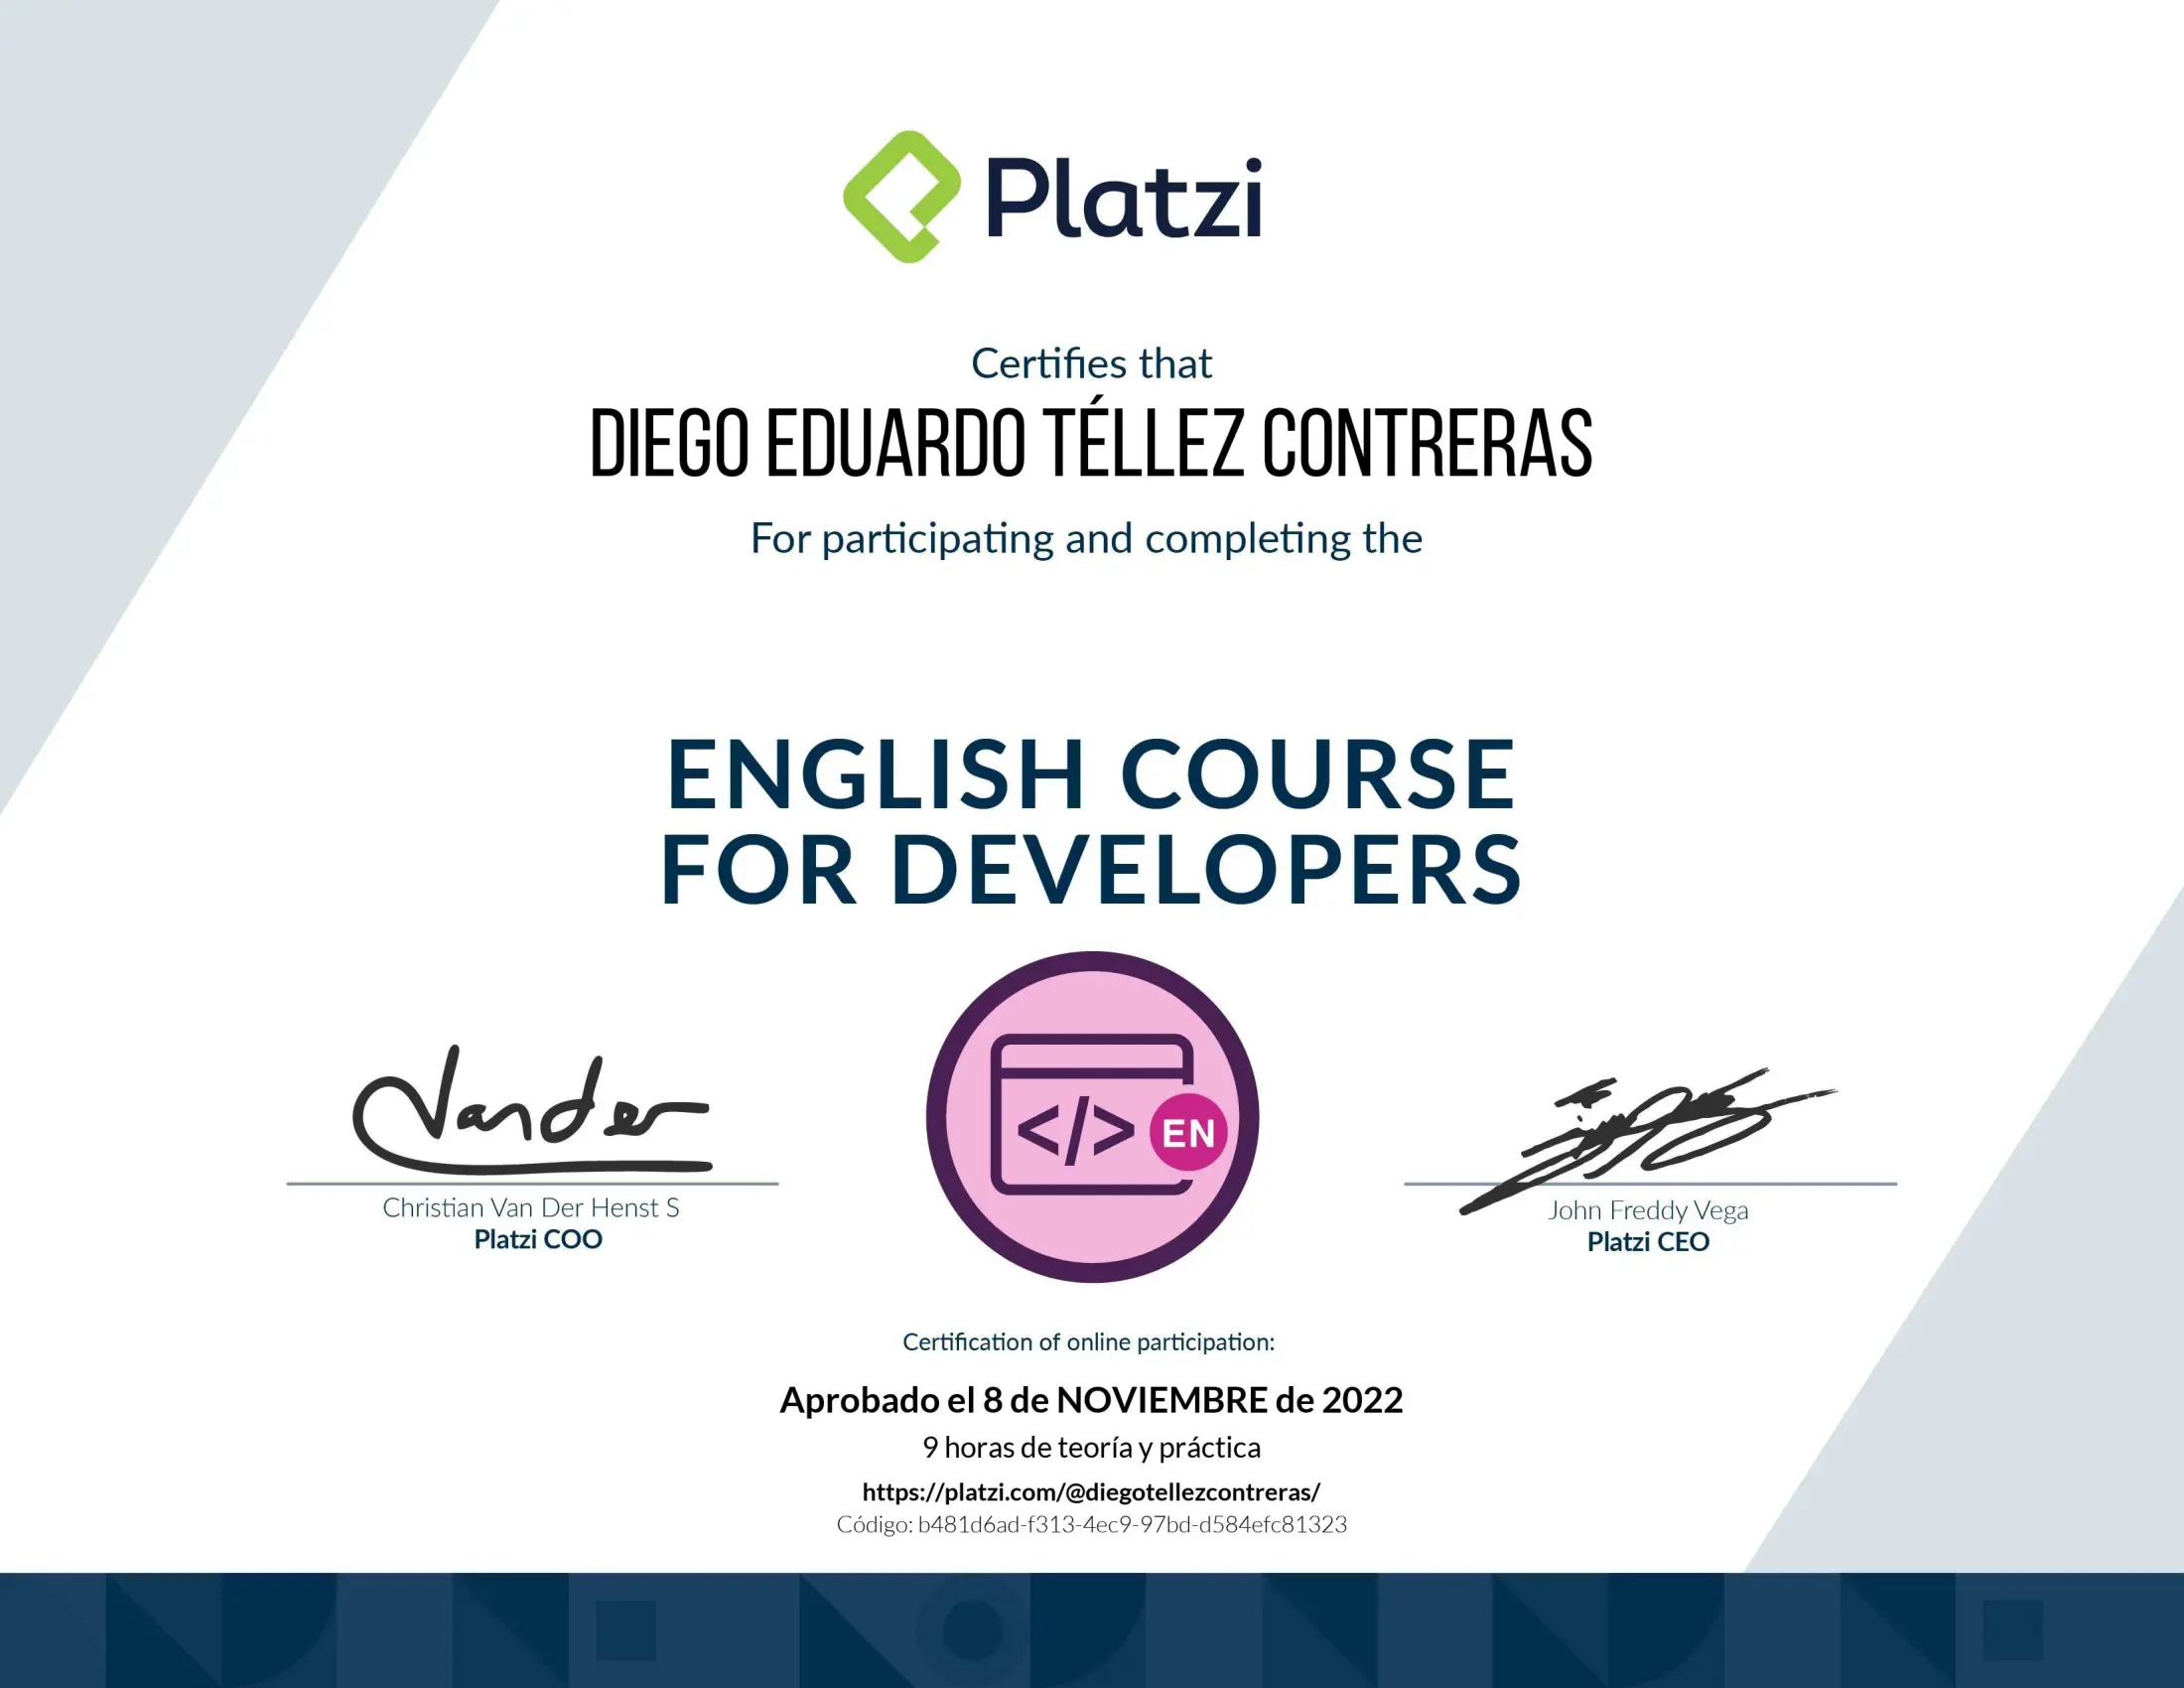 Platzi
Certifies that
DIEGO EDUARDO TÉLLEZ CONTRERAS
For participating and completing the
ENGLISH COURSE
FOR DEVELOPERS
</>
EN
Vander
Christian Van Der Henst S
Platzi COO
John Freddy Vega
Platzi CEO
Certification of online participation:
Aprobado el 8 de NOVIEMBRE de 2022
9 horas de teoría y práctica
https://platzi.com/@diegotellezcontreras/
Código: b481d6ad-f313-4ec9-97bd-d584efc81323